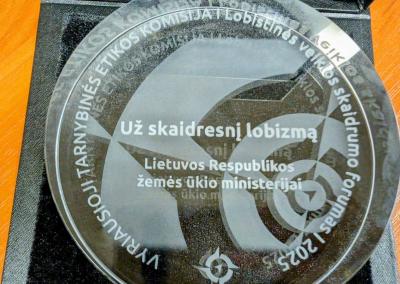 VYRIAUSIOJI TARNYBINĖS ETIKOS KOMISIJA | Lobistinės veiklos skaidrumo forumas | 2025
Už skaidresnį lobizmą
Lietuvos Respublikos
žemės ūkio ministerijai